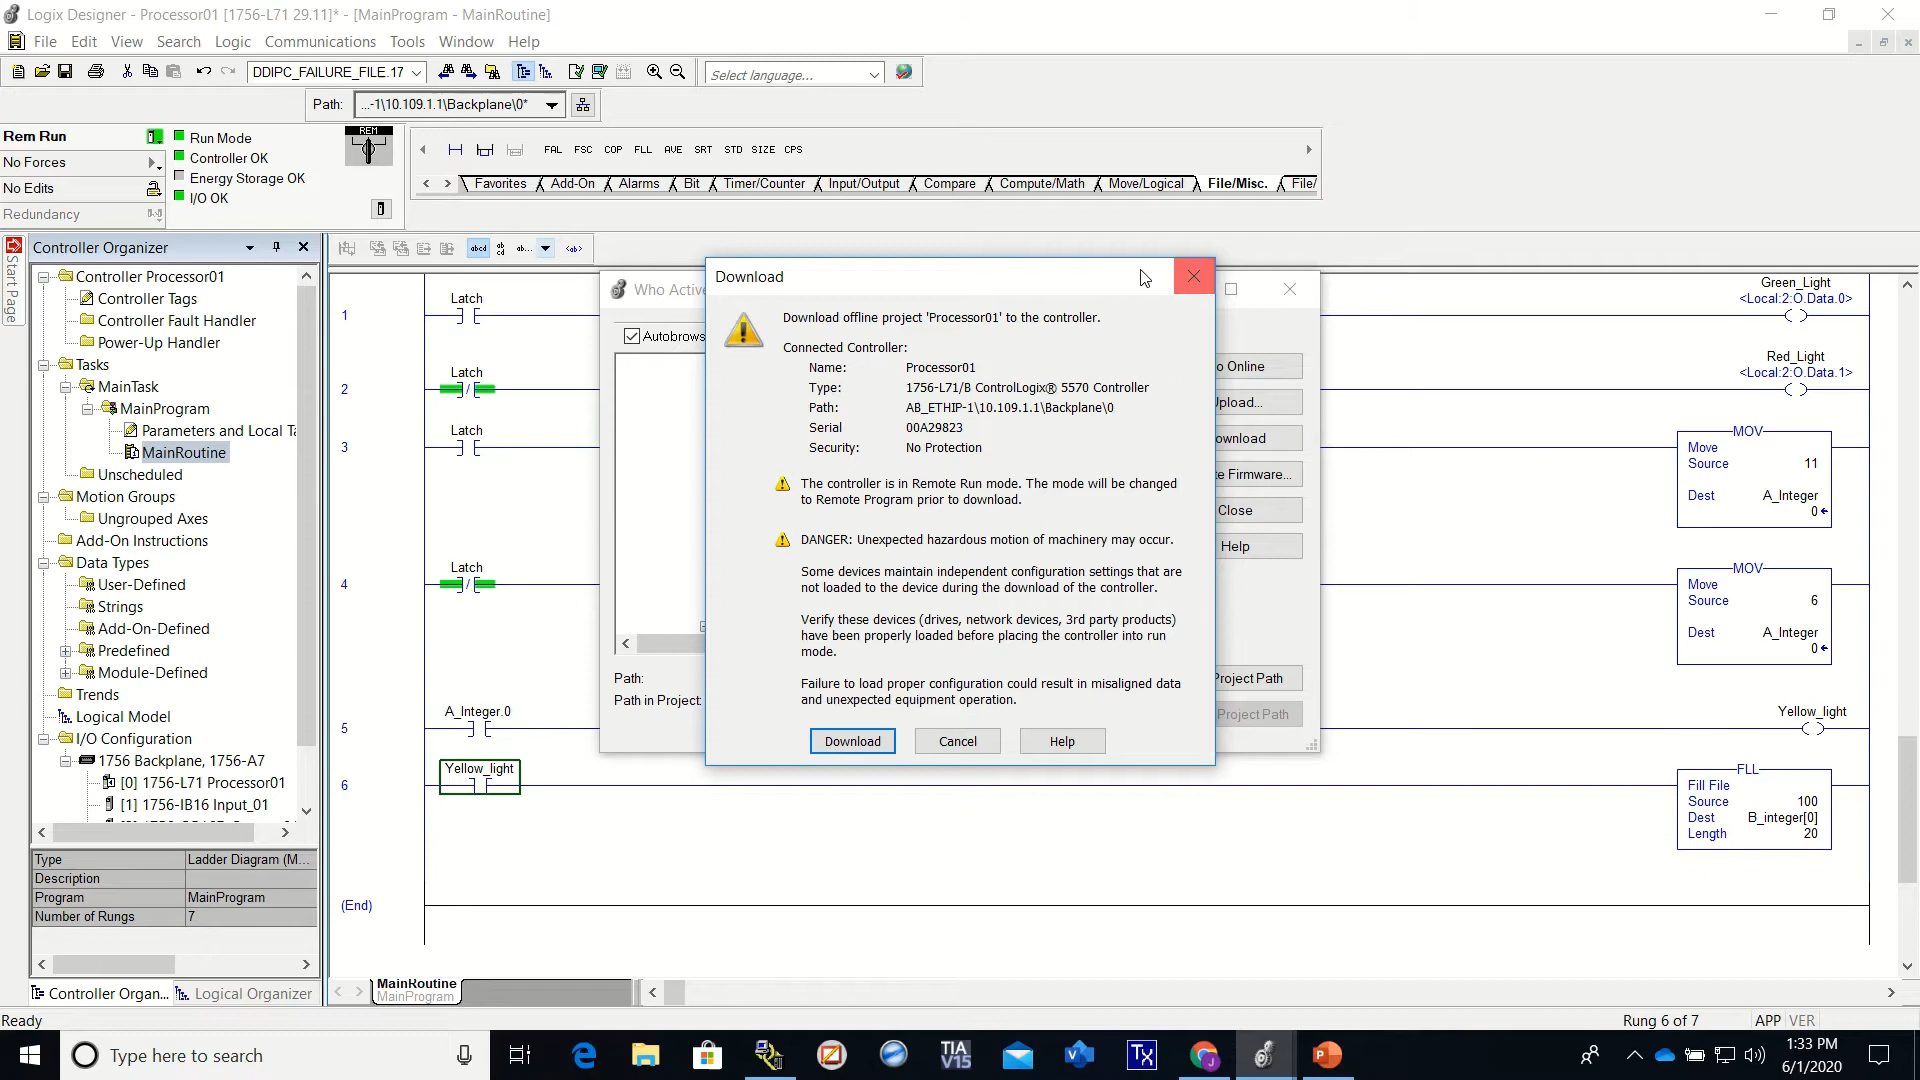 Logix Designer - Processor01 [1756-L71 29.11]* - [MainProgram - MainRoutine]
File Edit View Search Logic Communications Tools Window Help
DDIPC_FAILURE_FILE.17
Select language...
Path: ...-1\10.109.1.1\Backplane\0*
Rem Run
No Forces
No Edits
Redundancy
Run Mode
Controller OK
Energy Storage OK
I/O OK
REM
FAL FSC COP FLL AVE SRT STD SIZE CPS
Favorites Add-On Alarms Bit Timer/Counter Input/Output Compare Compute/Math Move/Logical File/Misc. File/
Start Page
Controller Organizer
Controller Processor01
Controller Tags
Controller Fault Handler
Power-Up Handler
Tasks
MainTask
MainProgram
Parameters and Local Ta
MainRoutine
Unscheduled
Motion Groups
Ungrouped Axes
Add-On Instructions
Data Types
User-Defined
Strings
Add-On-Defined
Predefined
Module-Defined
Trends
Logical Model
I/O Configuration
1756 Backplane, 1756-A7
[0] 1756-L71 Processor01
[1] 1756-IB16 Input_01
Type Ladder Diagram (M...
Description
Program MainProgram
Number of Rungs 7
Controller Organ... Logical Organizer
abcd ab cd ab... <ab>
1 Latch
Green_Light
<Local:2:O.Data.0>
2 Latch
Red_Light
<Local:2:O.Data.1>
3 Latch
MOV
Move
Source 11
Dest A_Integer
0
4 Latch
MOV
Move
Source 6
Dest A_Integer
0
5 A_Integer.0
Yellow_light
6 Yellow_light
FLL
Fill File
Source 100
Dest B_integer[0]
Length 20
(End)
Who Active
Autobrows
o Online
pload...
ownload
te Firmware...
Close
Help
Path:
Path in Project
Project Path
Project Path
Download
Download offline project 'Processor01' to the controller.
Connected Controller:
Name: Processor01
Type: 1756-L71/B ControlLogix® 5570 Controller
Path: AB_ETHIP-1\10.109.1.1\Backplane\0
Serial 00A29823
Security: No Protection
The controller is in Remote Run mode. The mode will be changed
to Remote Program prior to download.
DANGER: Unexpected hazardous motion of machinery may occur.
Some devices maintain independent configuration settings that are
not loaded to the device during the download of the controller.
Verify these devices (drives, network devices, 3rd party products)
have been properly loaded before placing the controller into run
mode.
Failure to load proper configuration could result in misaligned data
and unexpected equipment operation.
Download Cancel Help
MainRoutine
MainProgram
Ready
Rung 6 of 7 APP VER
Type here to search
TIA
V15
TX
1:33 PM
6/1/2020